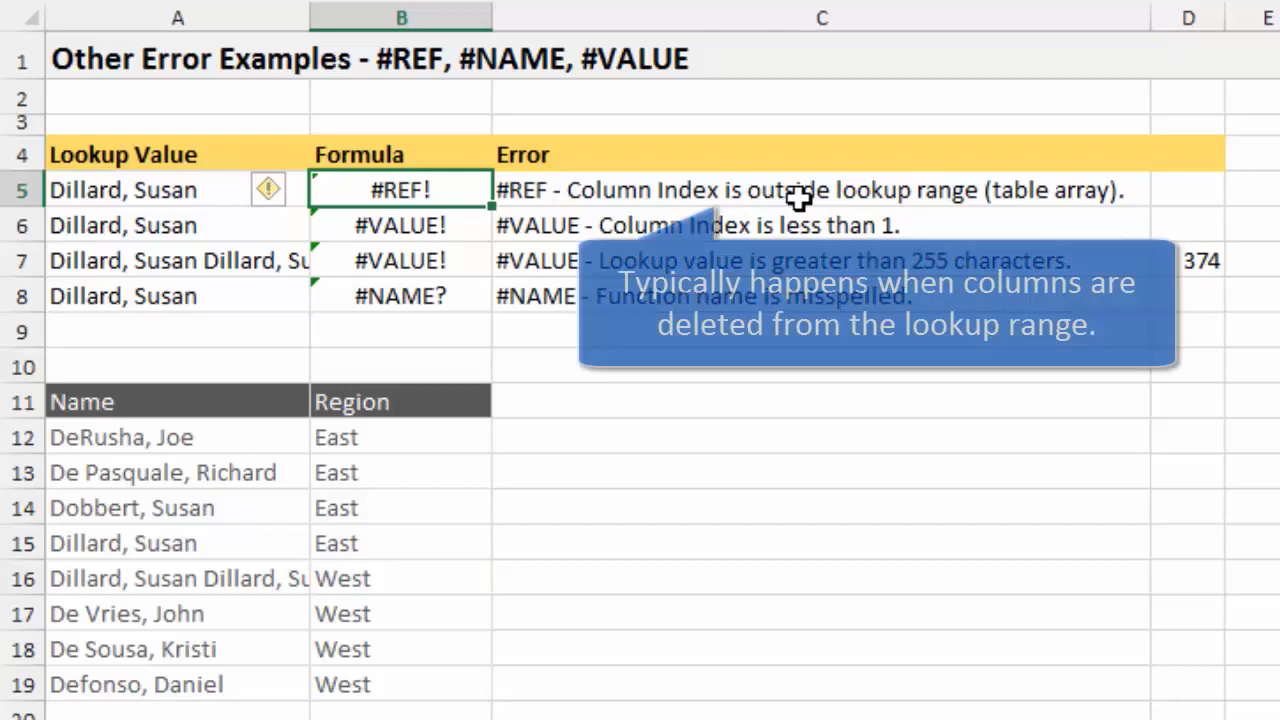 A B C D E
1 Other Error Examples - #REF, #NAME, #VALUE
2
3
4 Lookup Value Formula Error
5 Dillard, Susan #REF! #REF - Column Index is outside lookup range (table array).
6 Dillard, Susan #VALUE! #VALUE - Column Index is less than 1.
7 Dillard, Susan Dillard, Su #VALUE! #VALUE - Lookup value is greater than 255 characters. 374
Typically happens when columns are
8 Dillard, Susan #NAME? #NAME - Function name is misspelled.
deleted from the lookup range.
9
10
11 Name Region
12 DeRusha, Joe East
13 De Pasquale, Richard East
14 Dobbert, Susan East
15 Dillard, Susan East
16 Dillard, Susan Dillard, Su West
17 De Vries, John West
18 De Sousa, Kristi West
19 Defonso, Daniel West
20